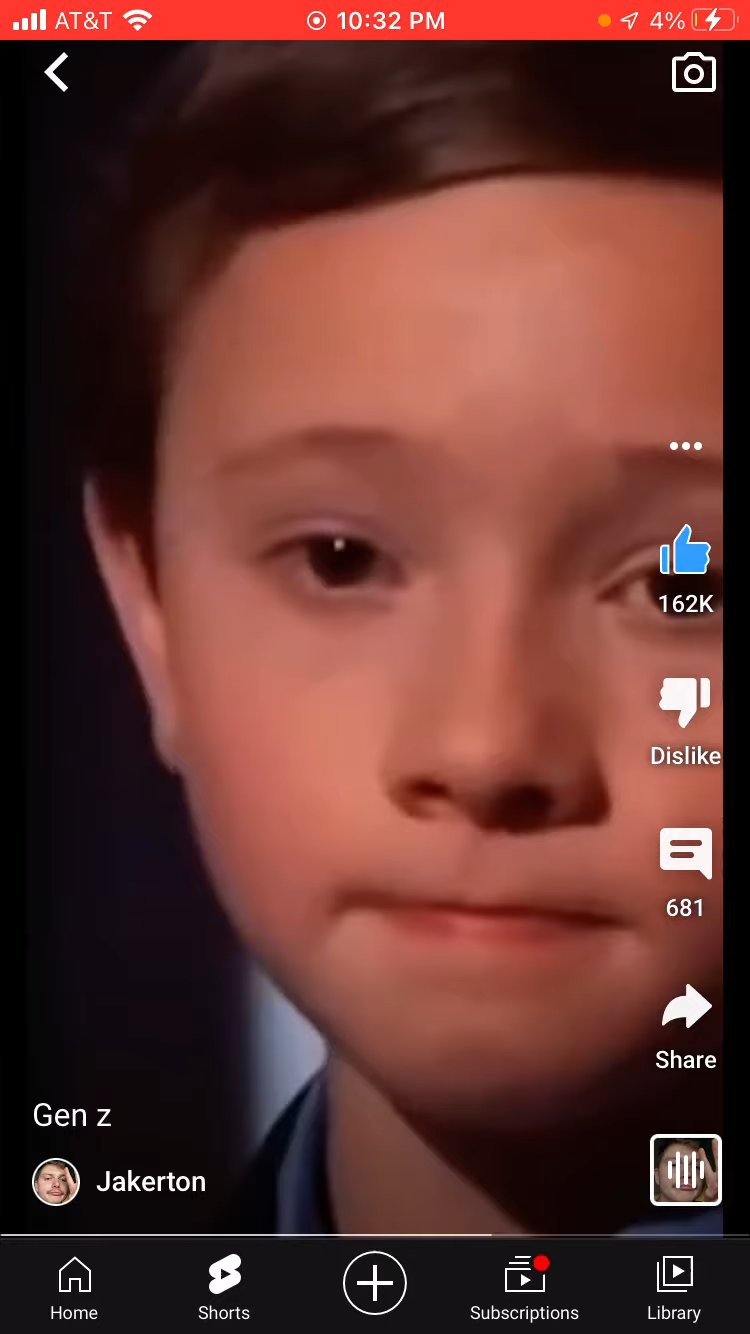 AT&T 10:32 PM 4%
162K
Dislike
681
Share
Gen z
Jakerton
Home Shorts Subscriptions Library